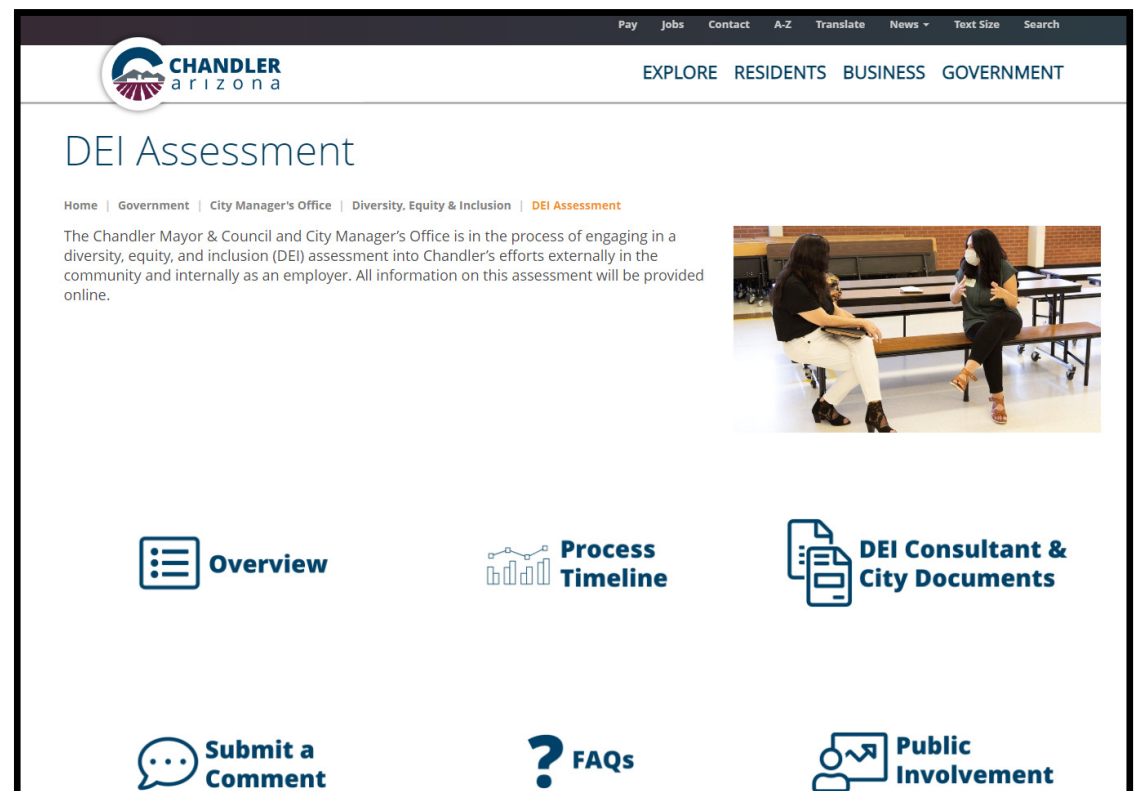 Pay Jobs Contact A-Z Translate News Text Size Search
CHANDLER
arizona
EXPLORE RESIDENTS BUSINESS GOVERNMENT
DEI Assessment
Home | Government | City Manager's Office | Diversity, Equity & Inclusion | DEI Assessment
The Chandler Mayor & Council and City Manager’s Office is in the process of engaging in a
diversity, equity, and inclusion (DEI) assessment into Chandler’s efforts externally in the
community and internally as an employer. All information on this assessment will be provided
online.
Overview
Process
Timeline
DEI Consultant &
City Documents
Submit a
Comment
FAQs
Public
Involvement